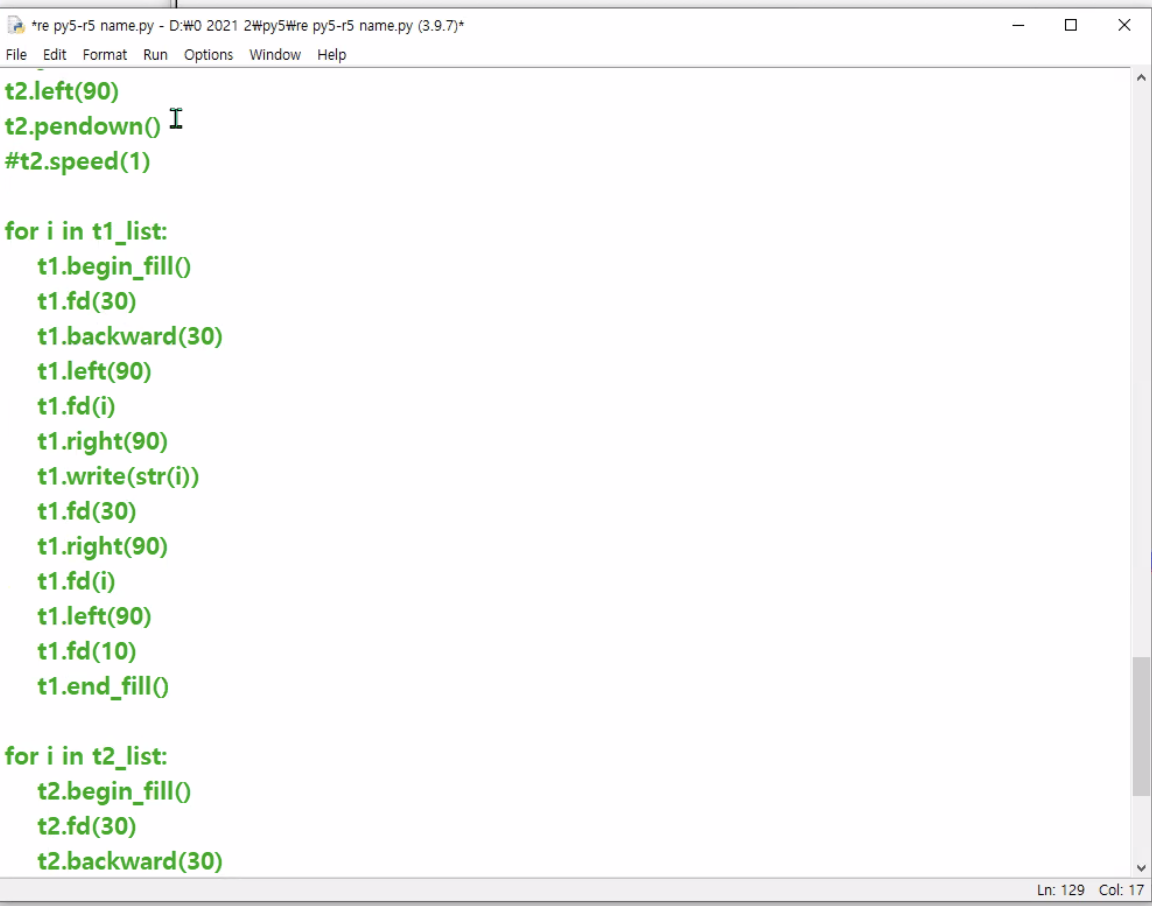 *re py5-r5 name.py - D:₩0 2021 2₩py5₩re py5-r5 name.py (3.9.7)*
File Edit Format Run Options Window Help
t2.left(90)
t2.pendown()
#t2.speed(1)
for i in t1_list:
t1.begin_fill()
t1.fd(30)
t1.backward(30)
t1.left(90)
t1.fd(i)
t1.right(90)
t1.write(str(i))
t1.fd(30)
t1.right(90)
t1.fd(i)
t1.left(90)
t1.fd(10)
t1.end_fill()
for i in t2_list:
t2.begin_fill()
t2.fd(30)
t2.backward(30)
Ln: 129 Col: 17